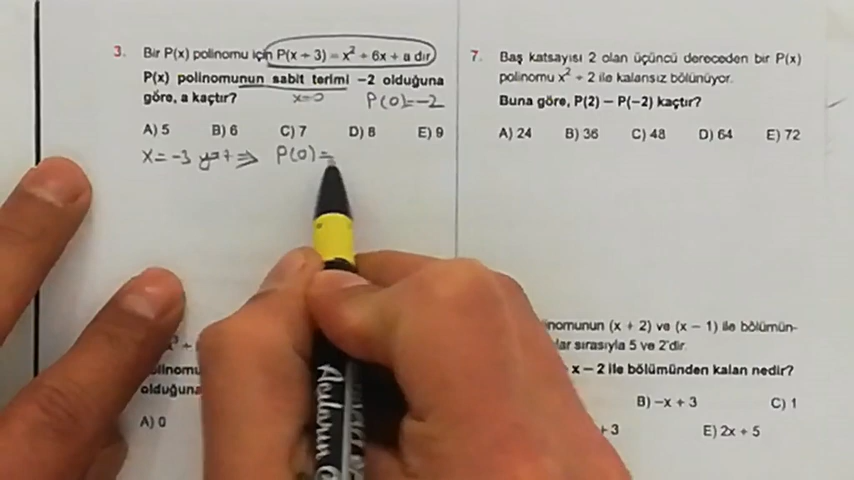 3. Bir P(x) polinomu için P(x + 3) = x² + 6x + a dır
P(x) polinomunun sabit terimi -2 olduğuna
göre, a kaçtır?
x=0 P(0)=-2
A) 5 B) 6 C) 7 D) 8 E) 9
x=-3 yaz ⇒ P(0)=
olduğuna
A) 0
7. Baş katsayısı 2 olan üçüncü dereceden bir P(x)
polinomu x² + 2 ile kalansız bölünüyor.
Buna göre, P(2) – P(–2) kaçtır?
A) 24 B) 36 C) 48 D) 64 E) 72
(x + 2) ve (x – 1) ile bölümün-
lar sırasıyla 5 ve 2'dir.
x – 2 ile bölümünden kalan nedir?
B) –x + 3 C) 1
+ 3 E) 2x + 5